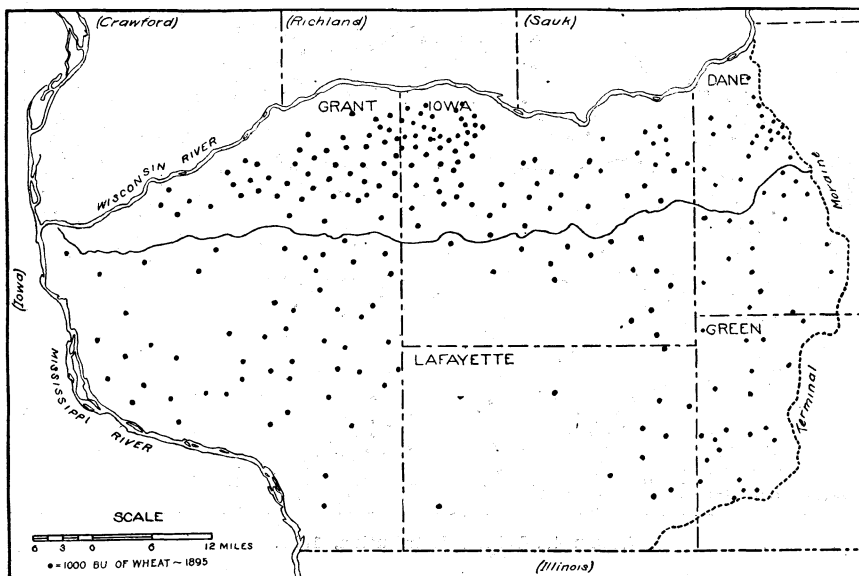 (Crawford)
(Richland)
(Sauk)
DANE
GRANT
IOWA
WISCONSIN RIVER
Moraine
(Iowa)
GREEN
LAFAYETTE
MISSISSIPPI
RIVER
Terminal
SCALE
6 3 0 6 12 MILES
•=1000 BU OF WHEAT ~ 1895
(Illinois)